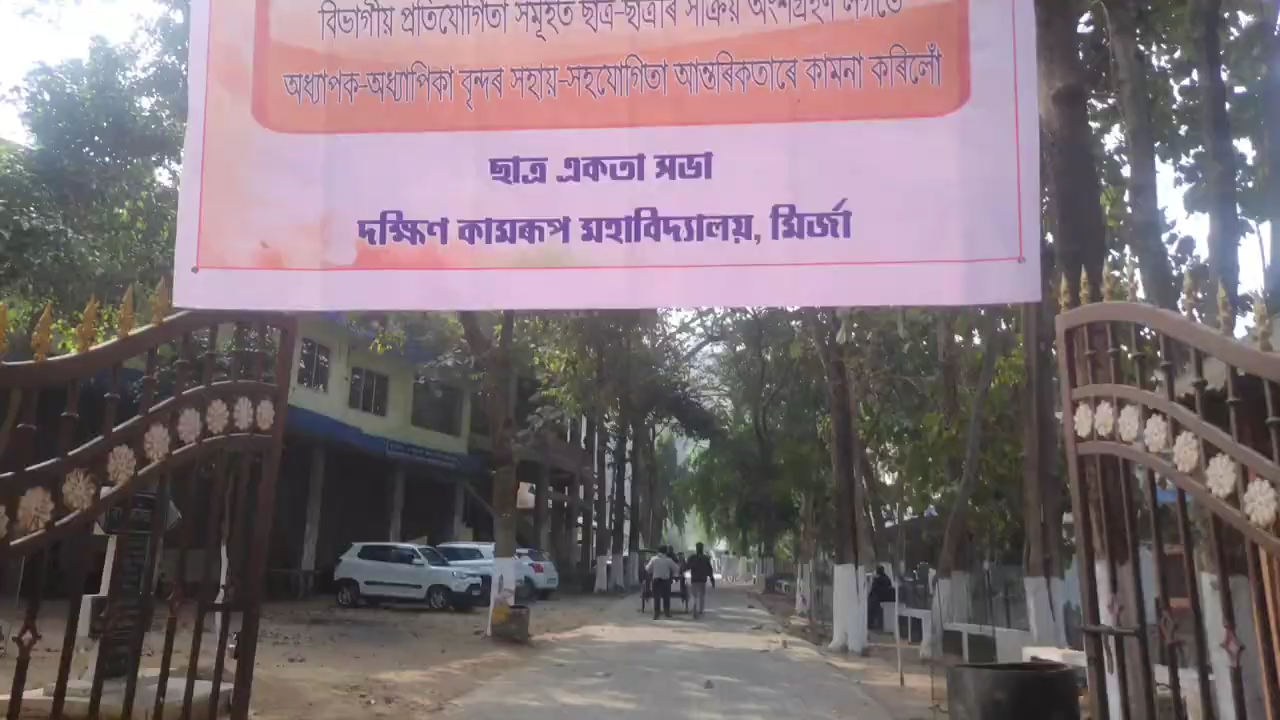 বিভাগীয় প্ৰতিযোগিতা সমূহত ছাত্ৰ-ছাত্ৰীৰ সক্ৰিয় অংশগ্ৰহণ লগতে
অধ্যাপক-অধ্যাপিকা বৃন্দৰ সহায়-সহযোগিতা আন্তৰিকতাৰে কামনা কৰিলোঁ
ছাত্ৰ একতা সভা
দক্ষিণ কামৰূপ মহাবিদ্যালয়, মিৰ্জা